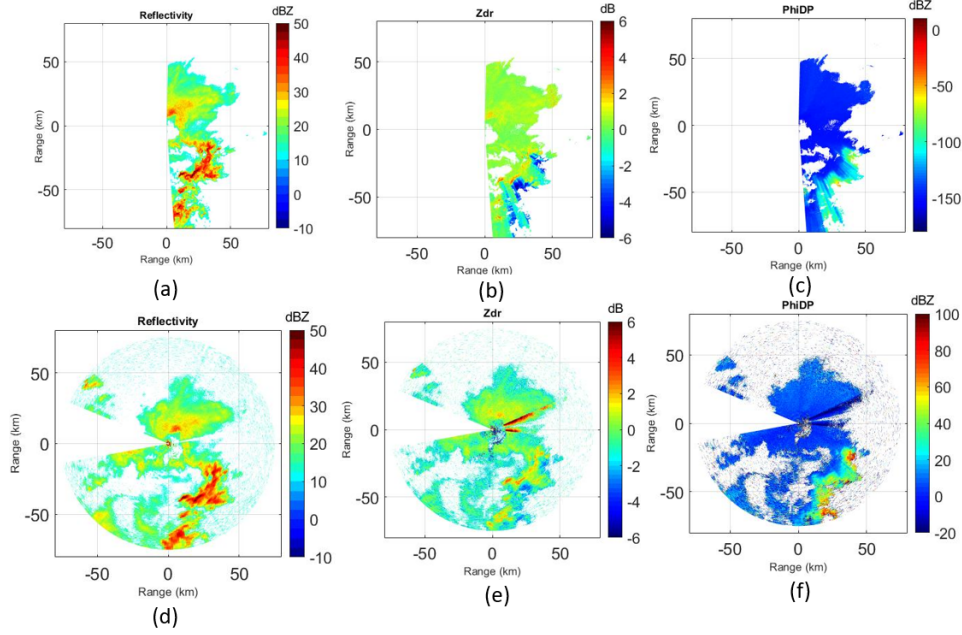 Reflectivity
dBZ
50
40
30
20
10
0
-10
50
0
-50
Range (km)
-50
0
50
Range (km)
(a)
Zdr
dB
6
4
2
0
-2
-4
-6
50
0
-50
Range (km)
-50
0
50
Range (km)
(b)
PhiDP
dBZ
0
-50
-100
-150
50
0
-50
Range (km)
-50
0
50
Range (km)
(c)
Reflectivity
dBZ
50
40
30
20
10
0
-10
50
0
-50
Range (km)
-50
0
50
Range (km)
(d)
Zdr
dB
6
4
2
0
-2
-4
-6
50
0
-50
Range (km)
-50
0
50
Range (km)
(e)
PhiDP
dBZ
100
80
60
40
20
0
-20
50
0
-50
Range (km)
-50
0
50
Range (km)
(f)